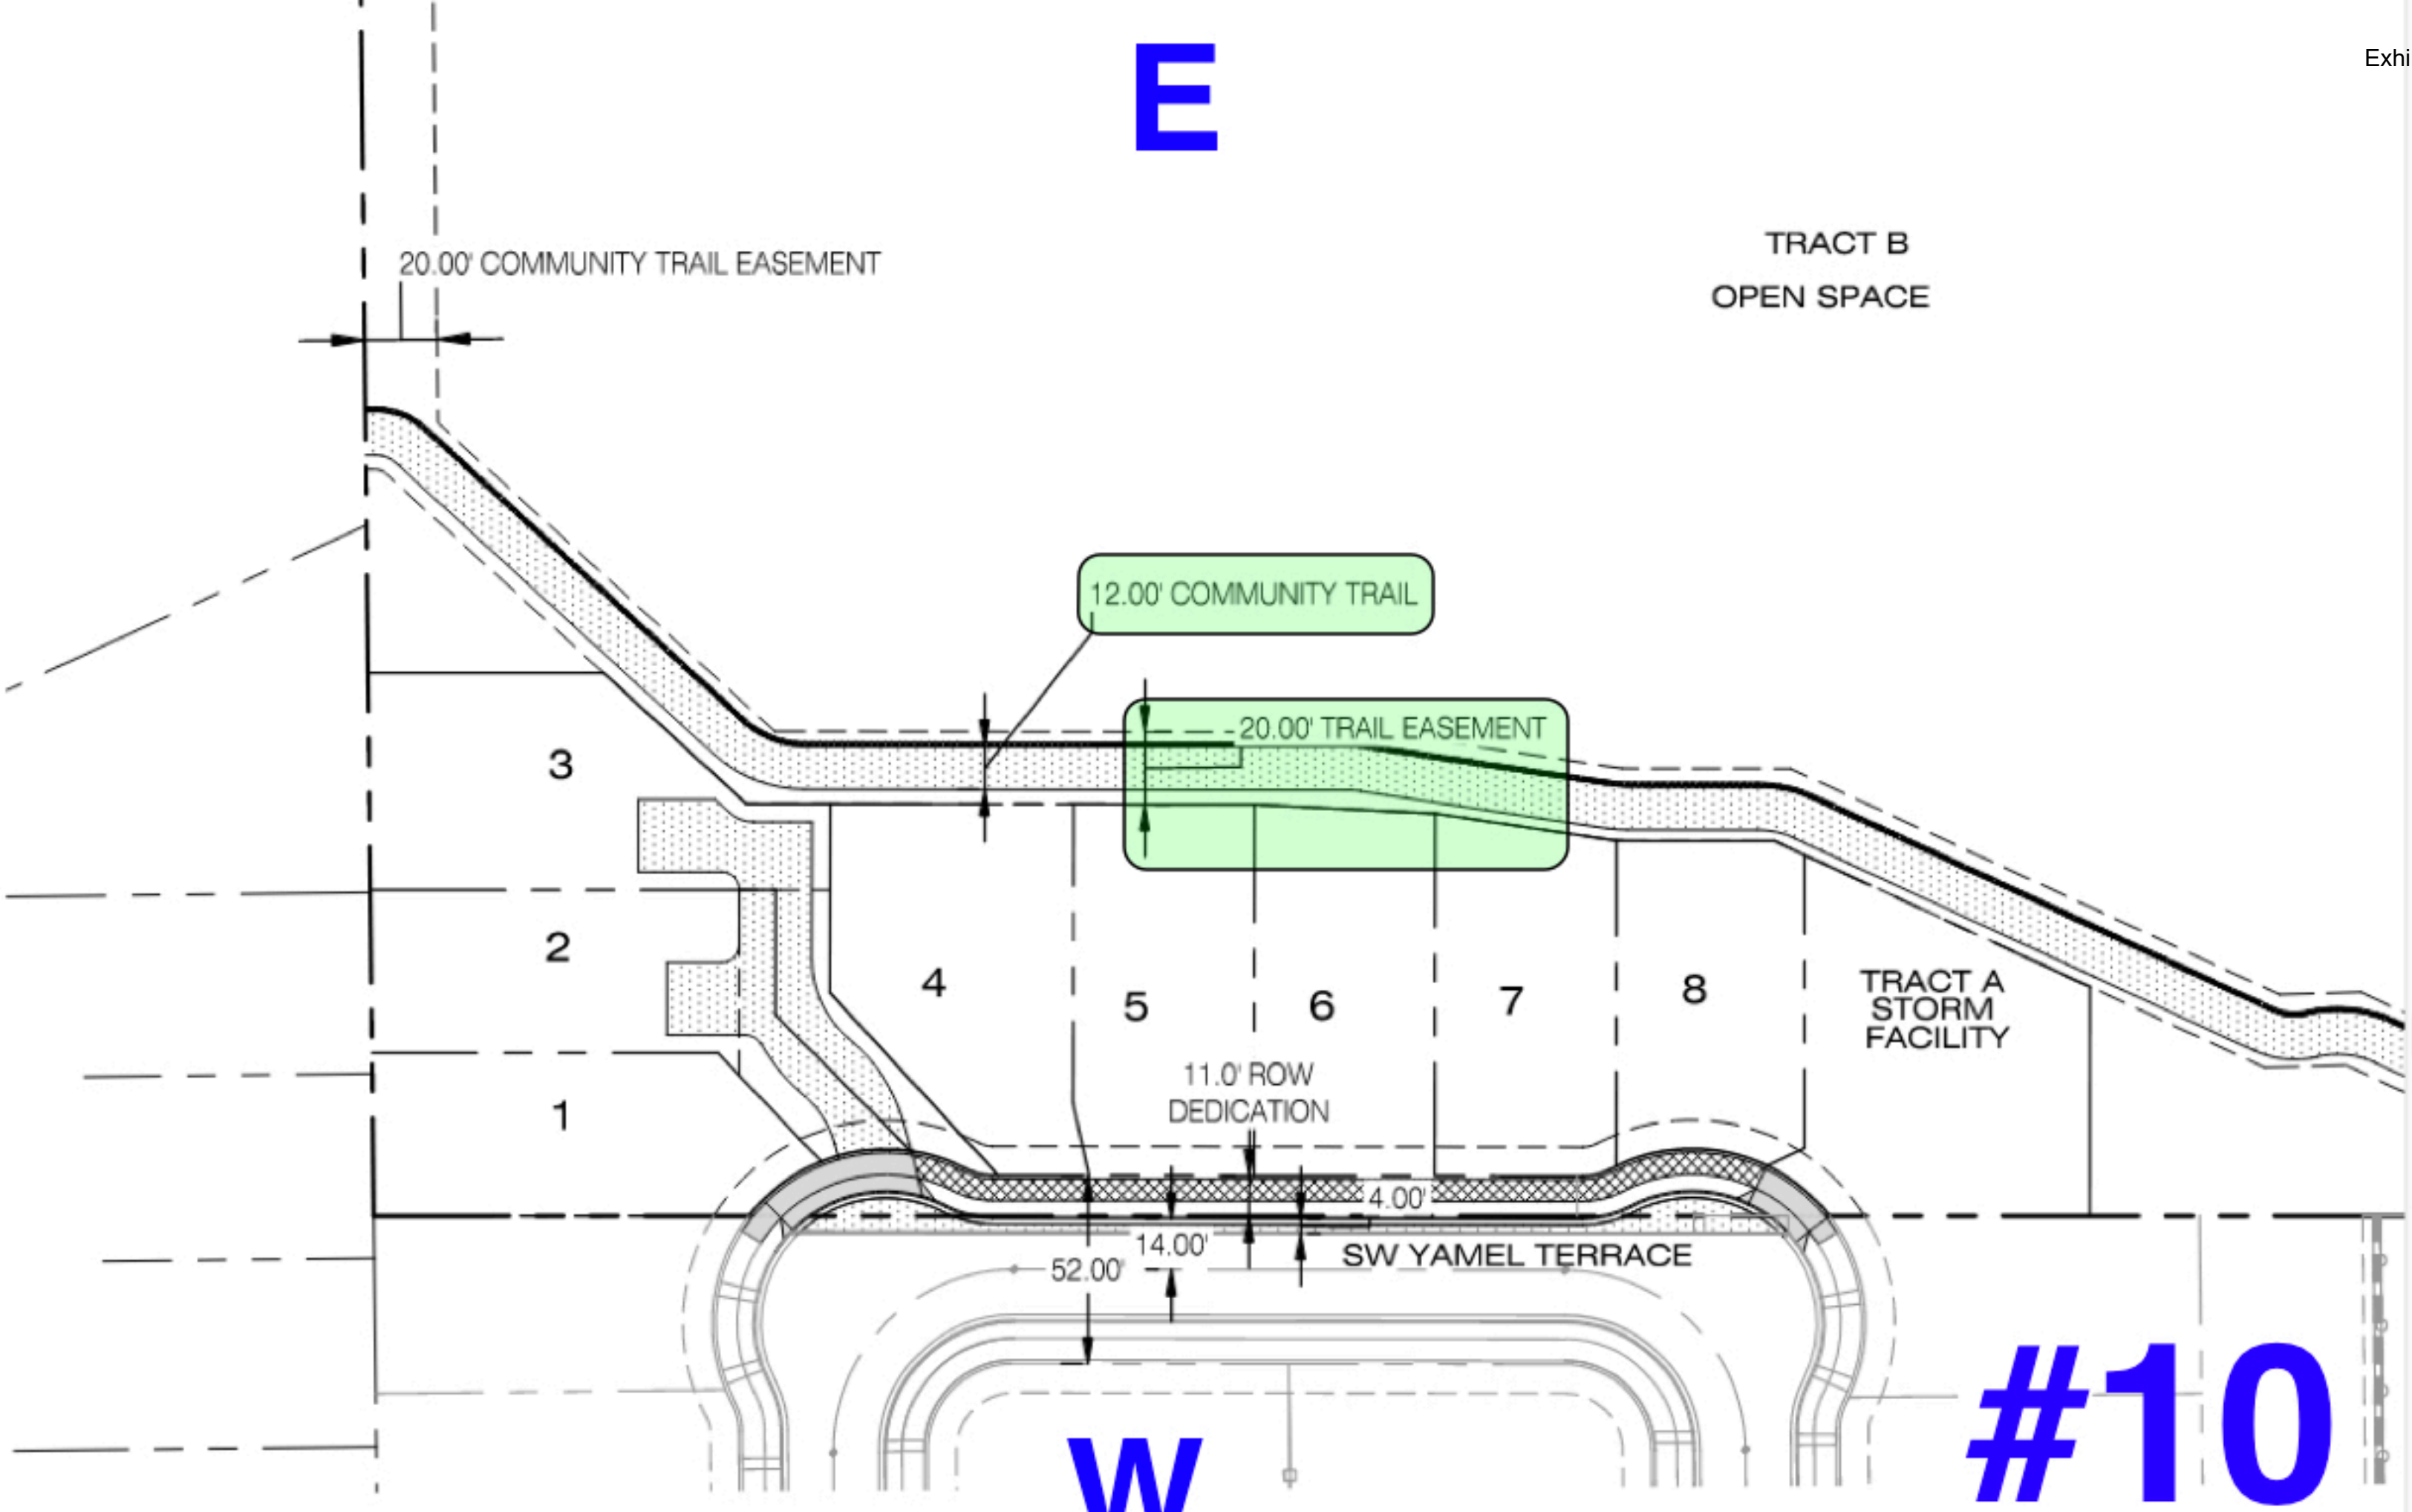 E
Exhi
TRACT B
OPEN SPACE
20.00' COMMUNITY TRAIL EASEMENT
12.00' COMMUNITY TRAIL
20.00' TRAIL EASEMENT
3
2
1
4
5
6
7
8
TRACT A
STORM
FACILITY
11.0' ROW
DEDICATION
4.00'
14.00'
52.00'
SW YAMEL TERRACE
#10
W